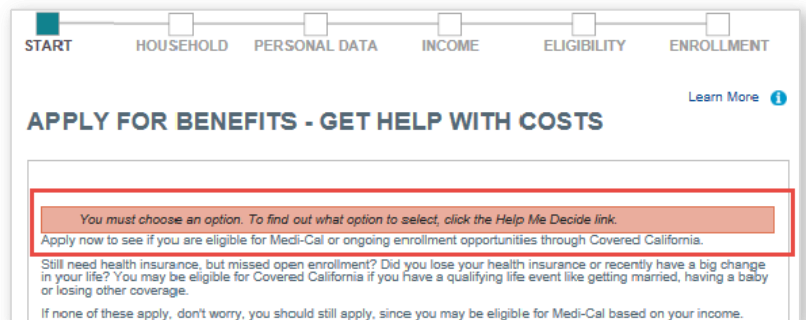 START HOUSEHOLD PERSONAL DATA INCOME ELIGIBILITY ENROLLMENT
Learn More i
APPLY FOR BENEFITS - GET HELP WITH COSTS
You must choose an option. To find out what option to select, click the Help Me Decide link.
Apply now to see if you are eligible for Medi-Cal or ongoing enrollment opportunities through Covered California.
Still need health insurance, but missed open enrollment? Did you lose your health insurance or recently have a big change
in your life? You may be eligible for Covered California if you have a qualifying life event like getting married, having a baby
or losing other coverage.
If none of these apply, don't worry, you should still apply, since you may be eligible for Medi-Cal based on your income.